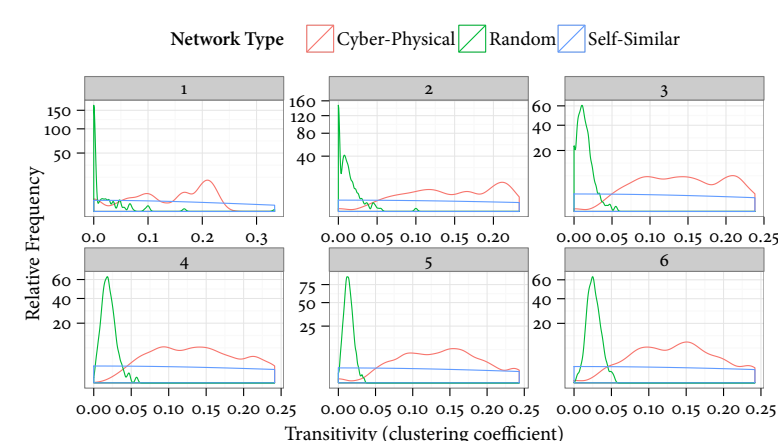 Network Type Cyber-Physical Random Self-Similar
1 2 3
150 100 50
160 120 80 40
60 40 20
0.0 0.1 0.2 0.3
0.00 0.05 0.10 0.15 0.20
0.00 0.05 0.10 0.15 0.20 0.25
Relative Frequency
4 5 6
60 40 20
75 50 25
60 40 20
0.00 0.05 0.10 0.15 0.20 0.25
0.00 0.05 0.10 0.15 0.20 0.25
0.00 0.05 0.10 0.15 0.20 0.25
Transitivity (clustering coefficient)